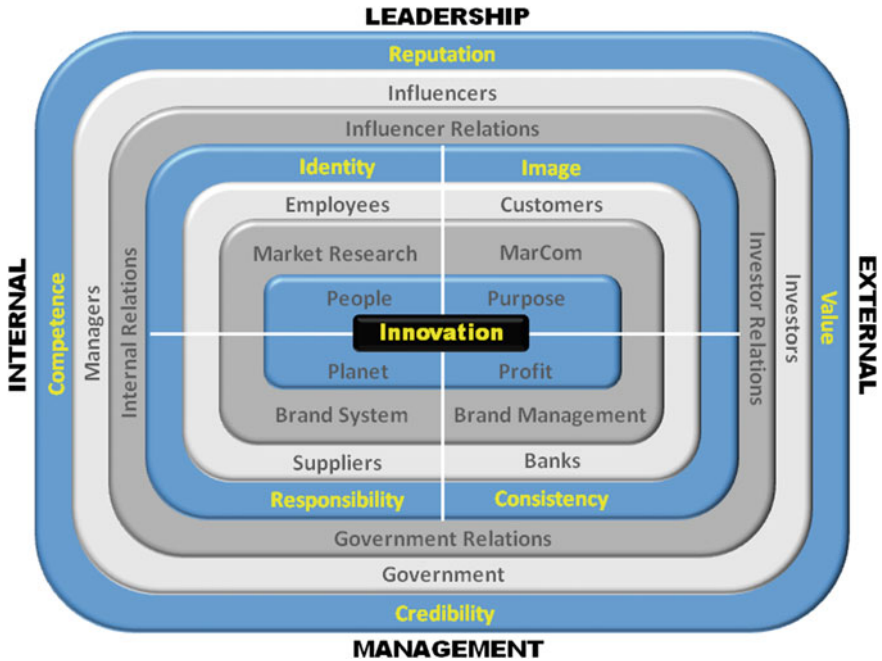 LEADERSHIP
Reputation
Influencers
Influencer Relations
Identity
Image
Employees
Customers
Market Research
MarCom
People
Purpose
INTERNAL
Competence
Managers
Internal Relations
Innovation
Investor Relations
Investors
Value
EXTERNAL
Planet
Profit
Brand System
Brand Management
Suppliers
Banks
Responsibility
Consistency
Government Relations
Government
Credibility
MANAGEMENT